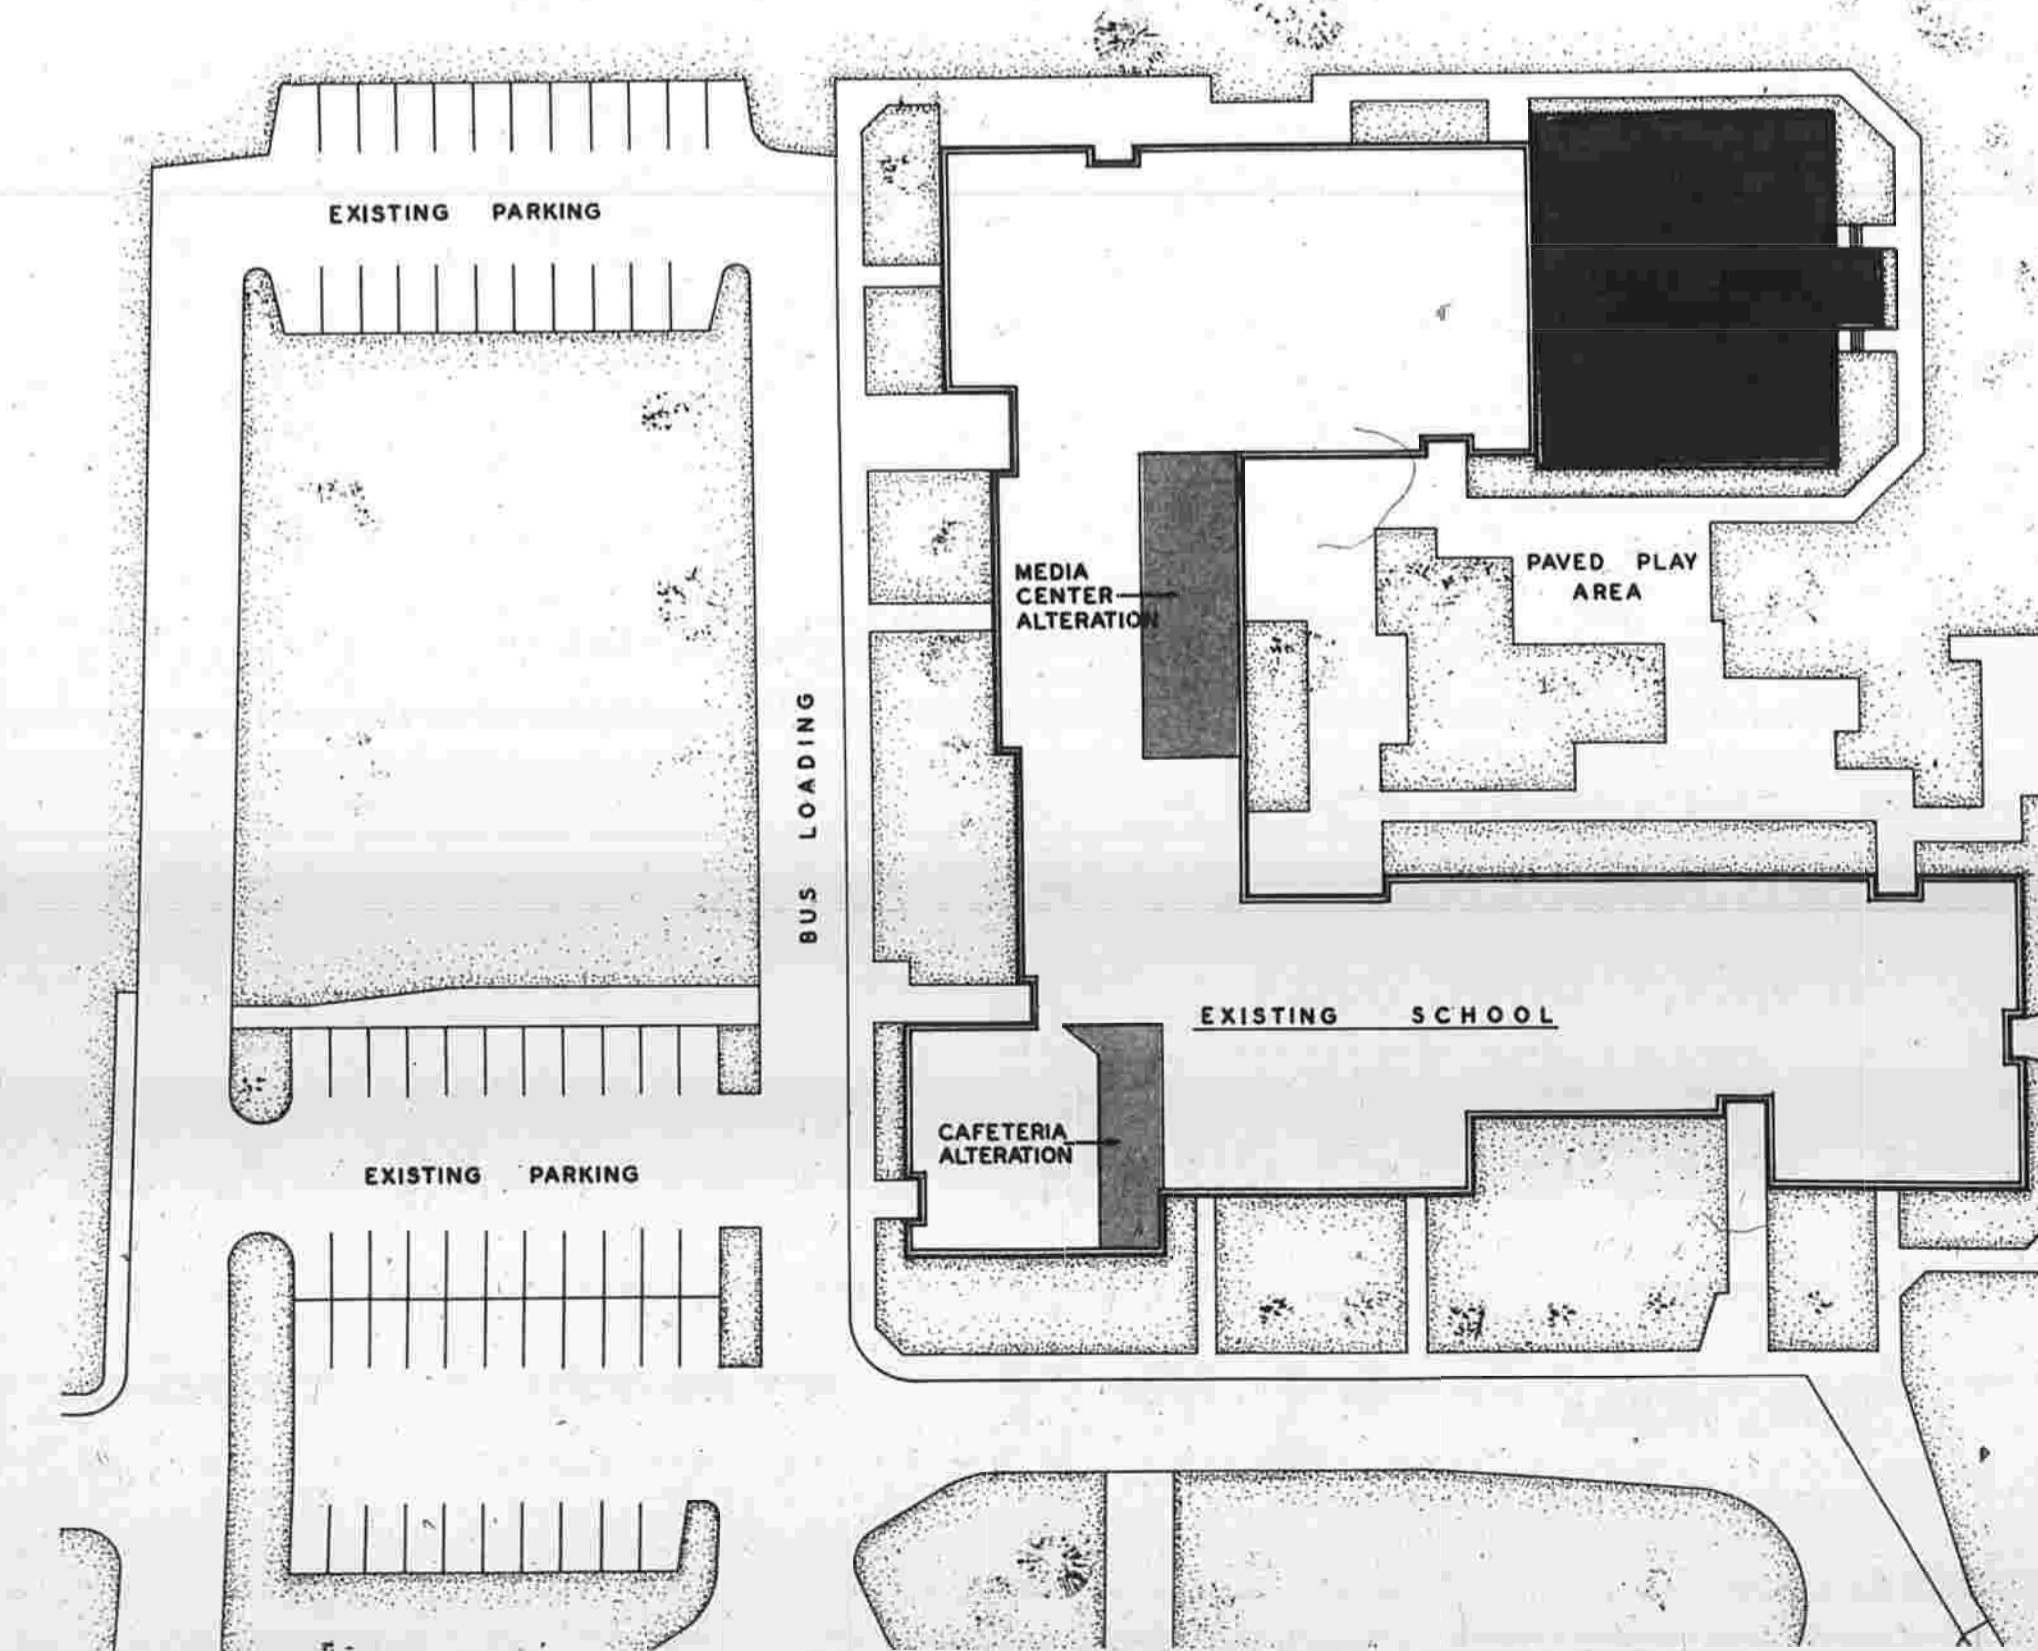 EXISTING PARKING
MEDIA
CENTER
ALTERATION
PAVED PLAY
AREA
BUS LOADING
EXISTING SCHOOL
CAFETERIA
ALTERATION
EXISTING PARKING